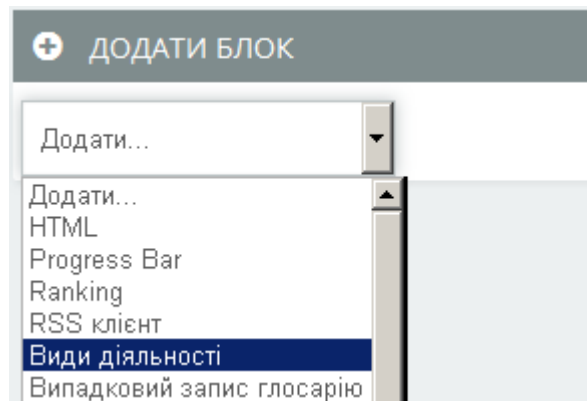 ДОДАТИ БЛОК
Додати...
Додати...
HTML
Progress Bar
Ranking
RSS клієнт
Види діяльності
Випадковий запис глосарію